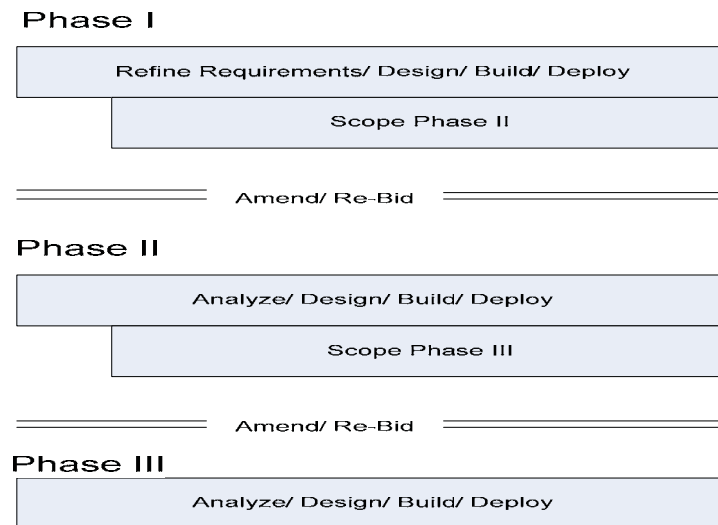 Phase I
Refine Requirements/ Design/ Build/ Deploy
Scope Phase II
Amend/ Re-Bid
Phase II
Analyze/ Design/ Build/ Deploy
Scope Phase III
Amend/ Re-Bid
Phase III
Analyze/ Design/ Build/ Deploy